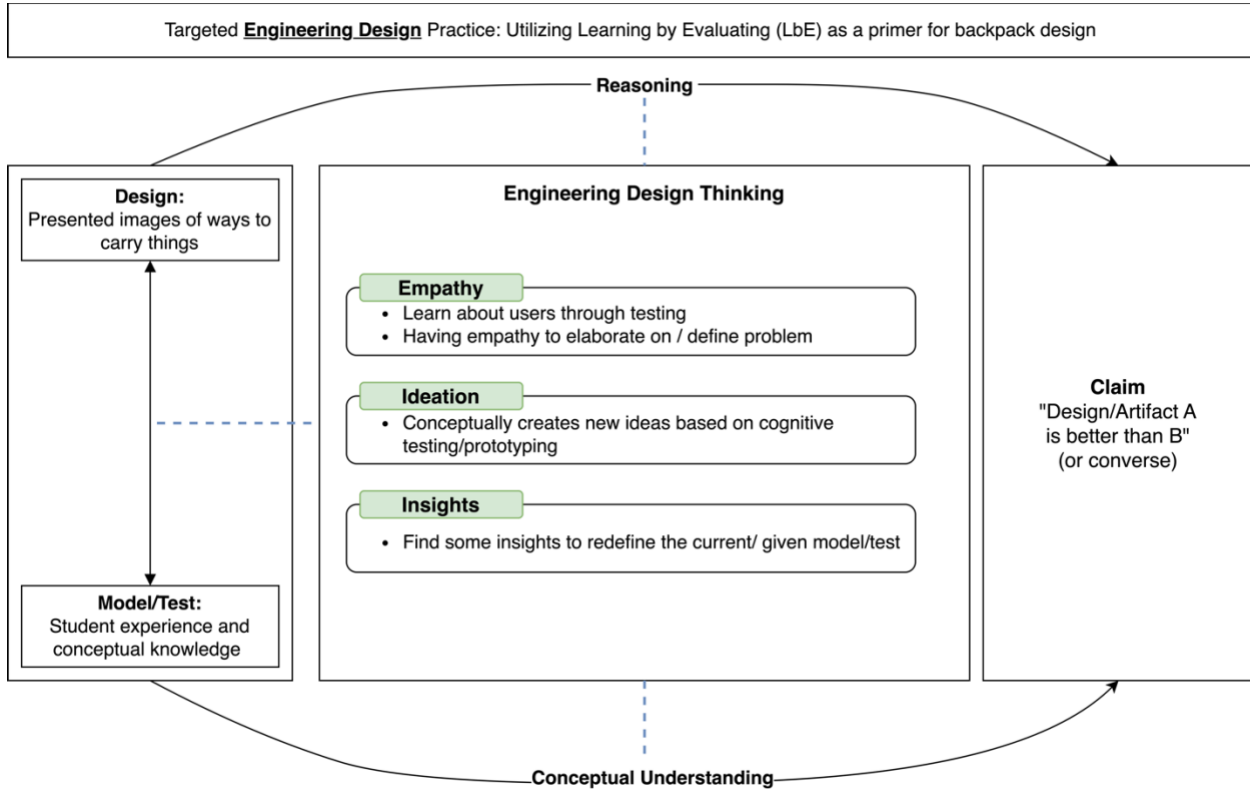 Targeted Engineering Design Practice: Utilizing Learning by Evaluating (LbE) as a primer for backpack design
Reasoning
Design:
Presented images of ways to
carry things
Model/Test:
Student experience and
conceptual knowledge
Engineering Design Thinking
Empathy
• Learn about users through testing
• Having empathy to elaborate on / define problem
Ideation
• Conceptually creates new ideas based on cognitive
testing/prototyping
Insights
• Find some insights to redefine the current/ given model/test
Claim
"Design/Artifact A
is better than B"
(or converse)
Conceptual Understanding